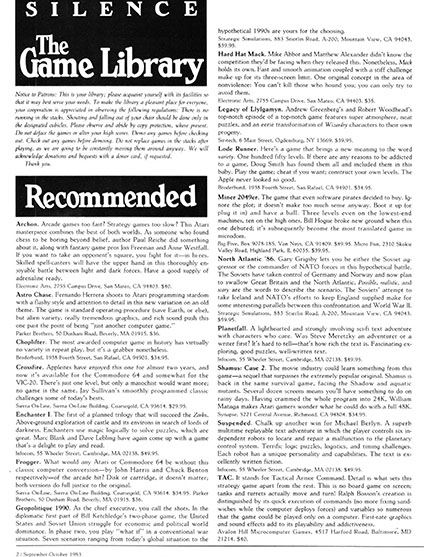 SILENCE
The
Game Library
Notice to Patrons: This is your library; please acquaint yourself with its facilities so
that it may best serve your needs. To make the library a pleasant place for everyone,
your cooperation is appreciated in observing the following regulations: There is no
running in the stacks. Shouting and falling out of your chair should be done only in
the designated cubicles. Please observe and abide by copy protection, where present.
Do not deface the games or alter your high scores. Demo any games before checking
out. Check out any games before demoing. Do not replace games in the stacks after
playing, as we are going to be constantly moving them around anyway. We will
acknowledge donations and bequests with a donor card, if requested.
Thank you.
Recommended
Archon. Arcade games too fast? Strategy games too slow? This Atari
masterpiece combines the best of both worlds. As someone who found
chess to be boring beyond belief, author Paul Reiche did something
about it, along with fantasy game pros Jon Freeman and Anne Westfall.
If you want to take an opponent's square, you light for it—in here.
Skilled spellcasters will have the upper hand in this thoroughly en-
joyable battle between light and dark forces. Have a good supply of
adrenaline ready.
Electronic Arts, 2755 Campus Drive, San Mateo, CA 94403. $40.
Astro Chase. Fernando Herrera shoots to Atari programming stardom
with a flashy style and attention to detail in this new variation on an old
theme. The game is standard operating procedure (save Earth, or else),
but alien variety, really tremendous graphics, and rich sound push this
one past the point of being "just another computer game."
Parker Brothers, 50 Dunham Road, Beverly, MA 01915. $36.
Choplifter. The most awarded computer game in history has virtually
no variety or repeat play, but it's a grabber nonetheless.
Brøderbund, 1938 Fourth Street, San Rafael, CA 94901. $34.95.
Crossfire. Appleters have enjoyed this one for almost two years, and
now it's available for the Commodore 64 and somewhat for the
VIC-20. There's just one level, but only a masochist would want more;
no game is the same. Jay Sullivan's smoothly programmed classic
challenges some of today's bests.
Sierra On-Line, Sierra On-Line Building, Coarsegold, CA 93614. $29.95.
Enchanter. The first of a planned trilogy that will succeed the Zorks.
Above-ground exploration of castle and its environs in search of lords of
darkness. Enchanters use magic logically to solve puzzles, which are
great. Marc Blank and Dave Lebling have again come up with a game
that's a delight to play and read.
Infocom, 55 Wheeler Street, Cambridge, MA 02138. $49.95.
Frogger. What would any Atari or Commodore 64 be without this
classic computer conversion—by John Harris and Chuck Benton
respectively—of the arcade hit? Disk or cartridge, it doesn't matter;
both versions do full justice to the original.
Sierra On-Line, Sierra On-Line Building, Coarsegold, CA 93614. $34.95. Parker
Brothers, 50 Dunham Road, Beverly, MA 01915. $36.
Geopolitique 1990. As the chief executive, you call the shots. In the
diplomatic first part of Bill Ketchledge's two-phase game, the United
States and Soviet Union struggle for economic and political world
dominance. In phase two, you play "what if" in a conventional war
situation. Seven scenarios ranging from today's global situation to the
2 / September-October 1983
hypothetical 1990s are yours for the choosing.
Strategic Simulations, 883 Stierlin Road, A-200, Mountain View, CA 94043.
$39.95.
Hard Hat Mack. Mike Abbot and Matthew Alexander didn't know the
competition they'd be facing when they released this. Nonetheless, Mack
holds its own. Fast and smooth animation coupled with a stiff challenge
make up for its three-screen limit. One original concept in the area of
nonviolence: You can't kill those who hound you; you can only try to
avoid them.
Electronic Arts, 2755 Campus Drive, San Mateo, CA 94403. $35.
Legacy of Llylgamyn. Andrew Greenberg's and Robert Woodhead's
top-notch episode of a top-notch game features super atmosphere, neat
puzzles, and an eerie transformation of Wizardry characters to their own
progeny.
Sir-tech, 6 Main Street, Ogdensburg, NY 13669. $39.95.
Lode Runner. Here's a game that brings a new meaning to the word
variety. One hundred fifty levels. If there are any reasons to be addicted
to a game, Doug Smith has found them all and included them in this
baby. Play the game; cheat if you want; construct your own levels. The
Apple never looked so good.
Brøderbund, 1938 Fourth Street, San Rafael, CA 94901. $34.95.
Miner 2049er. The game that even software pirates decided to buy. Ig-
nore the plot; it doesn't make too much sense anyway. Boot it up (or
plug it in) and have a ball. Three levels even on the lowest-end
machines, ten on the high ones. Bill Hogue broke new ground when this
one debuted; it's subsequently become the most translated game in
microdom.
Big Five, Box 9078-185, Van Nuys, CA 91409. $49.95. Micro Fun, 2350 Skokie
Valley Road, Highland Park, IL 60035. $39.95.
North Atlantic '86. Gary Grigsby lets you be either the Soviet ag-
gressor or the commander of NATO forces in this hypothetical battle.
The Soviets have taken control of Germany and Norway and now plan
to swallow Great Britain and the North Atlantic. Possible, realistic, and
scary are the words to describe the scenario. The Soviets' attempt to
take Iceland and NATO's efforts to keep England supplied make for
some interesting parallels between this confrontation and World War II.
Strategic Simulations, 883 Stierlin Road, A-200, Mountain View, CA 94043.
$59.95.
Planetfall. A lighthearted and strongly involving sci-fi text adventure
with characters who care. Was Steve Meretzky an adventurer or a
writer first? It's hard to tell—that's how rich the text is. Fascinating ex-
ploring, good puzzles, well-written text.
Infocom, 55 Wheeler Street, Cambridge, MA 02138. $49.95.
Shamus: Case 2. The movie industry could learn something from this
game—a sequel that surpasses the extremely popular original. Shamus is
back in the same survival game, facing the Shadow and aquatic
mutants. Several dozen screens means you'll have something to do on
rainy days. Having crammed the whole program into 24K, William
Mataga makes Atari gamers wonder what he could do with a full 48K.
Synapse, 5221 Central Avenue, Richmond, CA 94804. $34.95.
Suspended. Chalk up another win for Michael Berlyn. A superb
multimove replayable text adventure in which the player controls six in-
dependent robots to locate and repair a malfunction to the planetary
control system. Terrific logic puzzles, logistics, and timing challenges.
Each robot has a unique personality and capabilities. The text is ex-
cellently written fiction.
Infocom, 55 Wheeler Street, Cambridge, MA 02138. $49.95.
TAC. It stands for Tactical Armor Command. Detail is what sets this
strategy game apart from the rest. This is no board game on screen;
tanks and turrets actually move and turn! Ralph Bosson's creation is
distinguished by its quick execution of commands (no more fixing sand-
wiches while the computer deploys forces) and variables so numerous
that the game could be played only on a computer. First-rate graphics
and sound effects add to its playability and addictiveness.
Avalon Hill Microcomputer Games, 4517 Harford Road, Baltimore, MD
21214. $40.